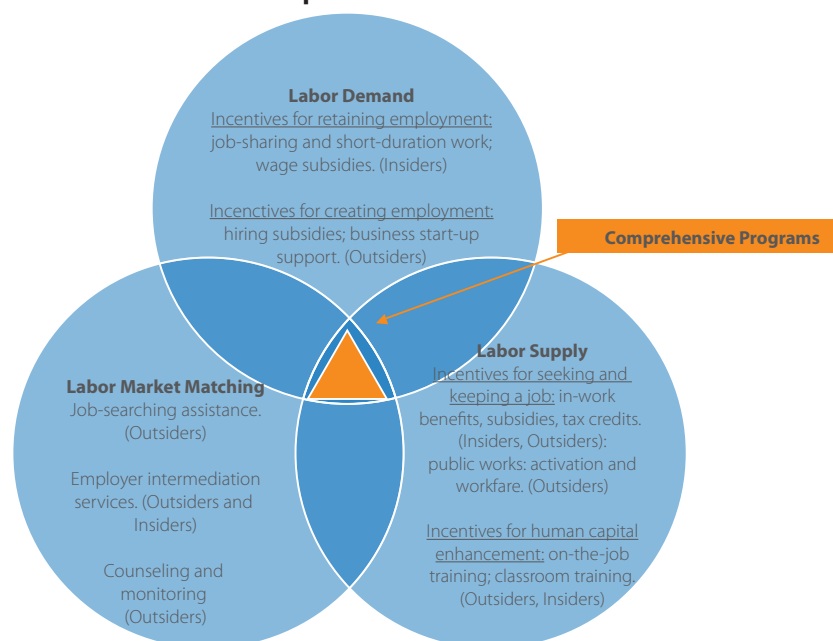 Labor Demand
Incentives for retaining employment:
job-sharing and short-duration work;
wage subsidies. (Insiders)
Incenctives for creating employment:
hiring subsidies; business start-up
support. (Outsiders)
Comprehensive Programs
Labor Market Matching
Job-searching assistance.
(Outsiders)
Employer intermediation
services. (Outsiders and
Insiders)
Counseling and
monitoring
(Outsiders)
Labor Supply
Incentives for seeking and
keeping a job: in-work
benefits, subsidies, tax credits.
(Insiders, Outsiders):
public works: activation and
workfare. (Outsiders)
Incentives for human capital
enhancement: on-the-job
training; classroom training.
(Outsiders, Insiders)